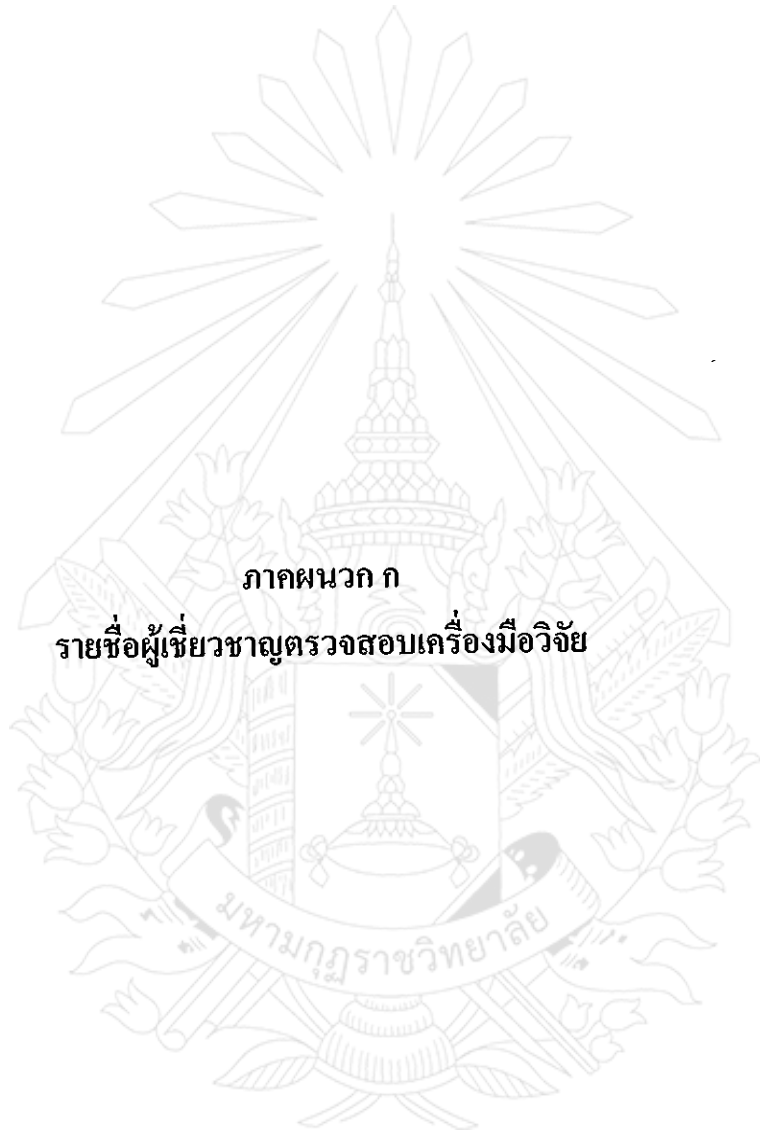 ภาคผนวก ก
รายชื่อผู้เชี่ยวชาญตรวจสอบเครื่องมือวิจัย
มหามกุฏราชวิทยาลัย